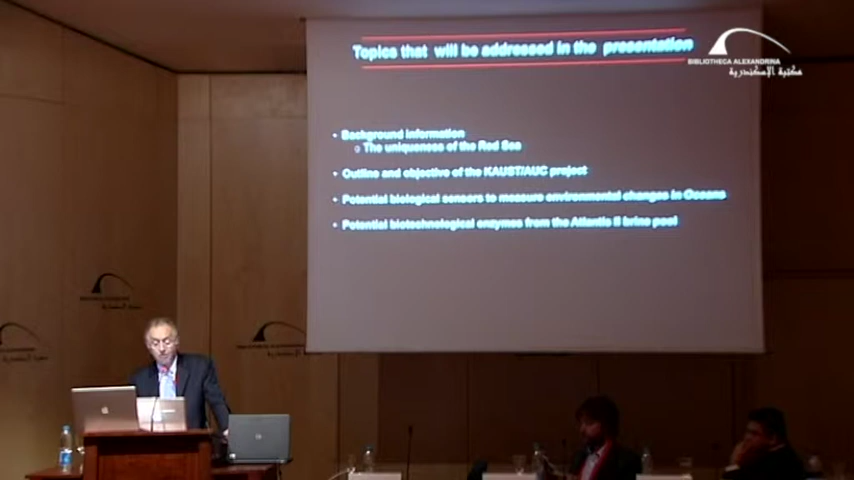 Topics that will be addressed in the presentation
BIBLIOTHECA ALEXANDRINA
مكتبة الإسكندرية
• Background Information
o The uniqueness of the Red Sea
• Outline and objective of the KAUST/AUC project
• Potential biological sensors to measure environmental changes in Oceans
• Potential biotechnological enzymes from the Atlantis II brine pool